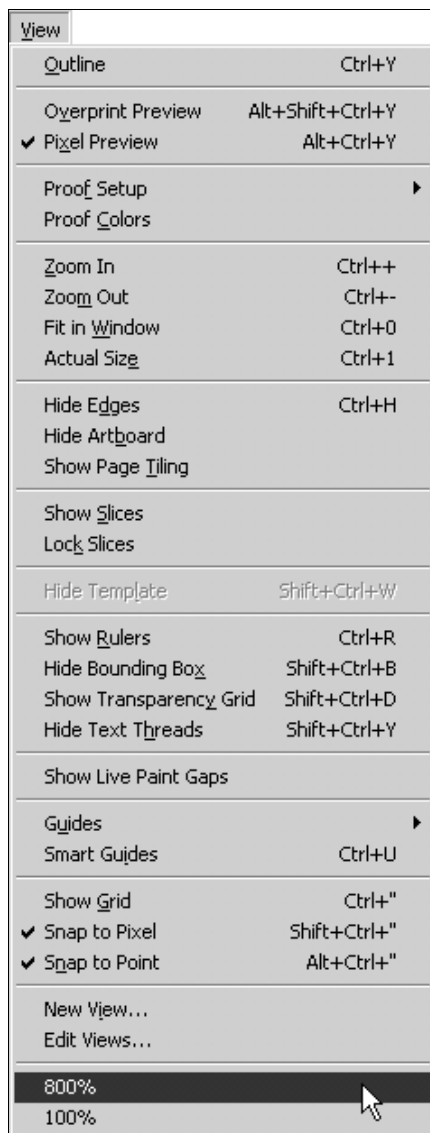 View
Outline Ctrl+Y
Overprint Preview Alt+Shift+Ctrl+Y
Pixel Preview Alt+Ctrl+Y
Proof Setup
Proof Colors
Zoom In Ctrl++
Zoom Out Ctrl+-
Fit in Window Ctrl+0
Actual Size Ctrl+1
Hide Edges Ctrl+H
Hide Artboard
Show Page Tiling
Show Slices
Lock Slices
Hide Template Shift+Ctrl+W
Show Rulers Ctrl+R
Hide Bounding Box Shift+Ctrl+B
Show Transparency Grid Shift+Ctrl+D
Hide Text Threads Shift+Ctrl+Y
Show Live Paint Gaps
Guides
Smart Guides Ctrl+U
Show Grid Ctrl+"
Snap to Pixel Shift+Ctrl+"
Snap to Point Alt+Ctrl+"
New View...
Edit Views...
800%
100%